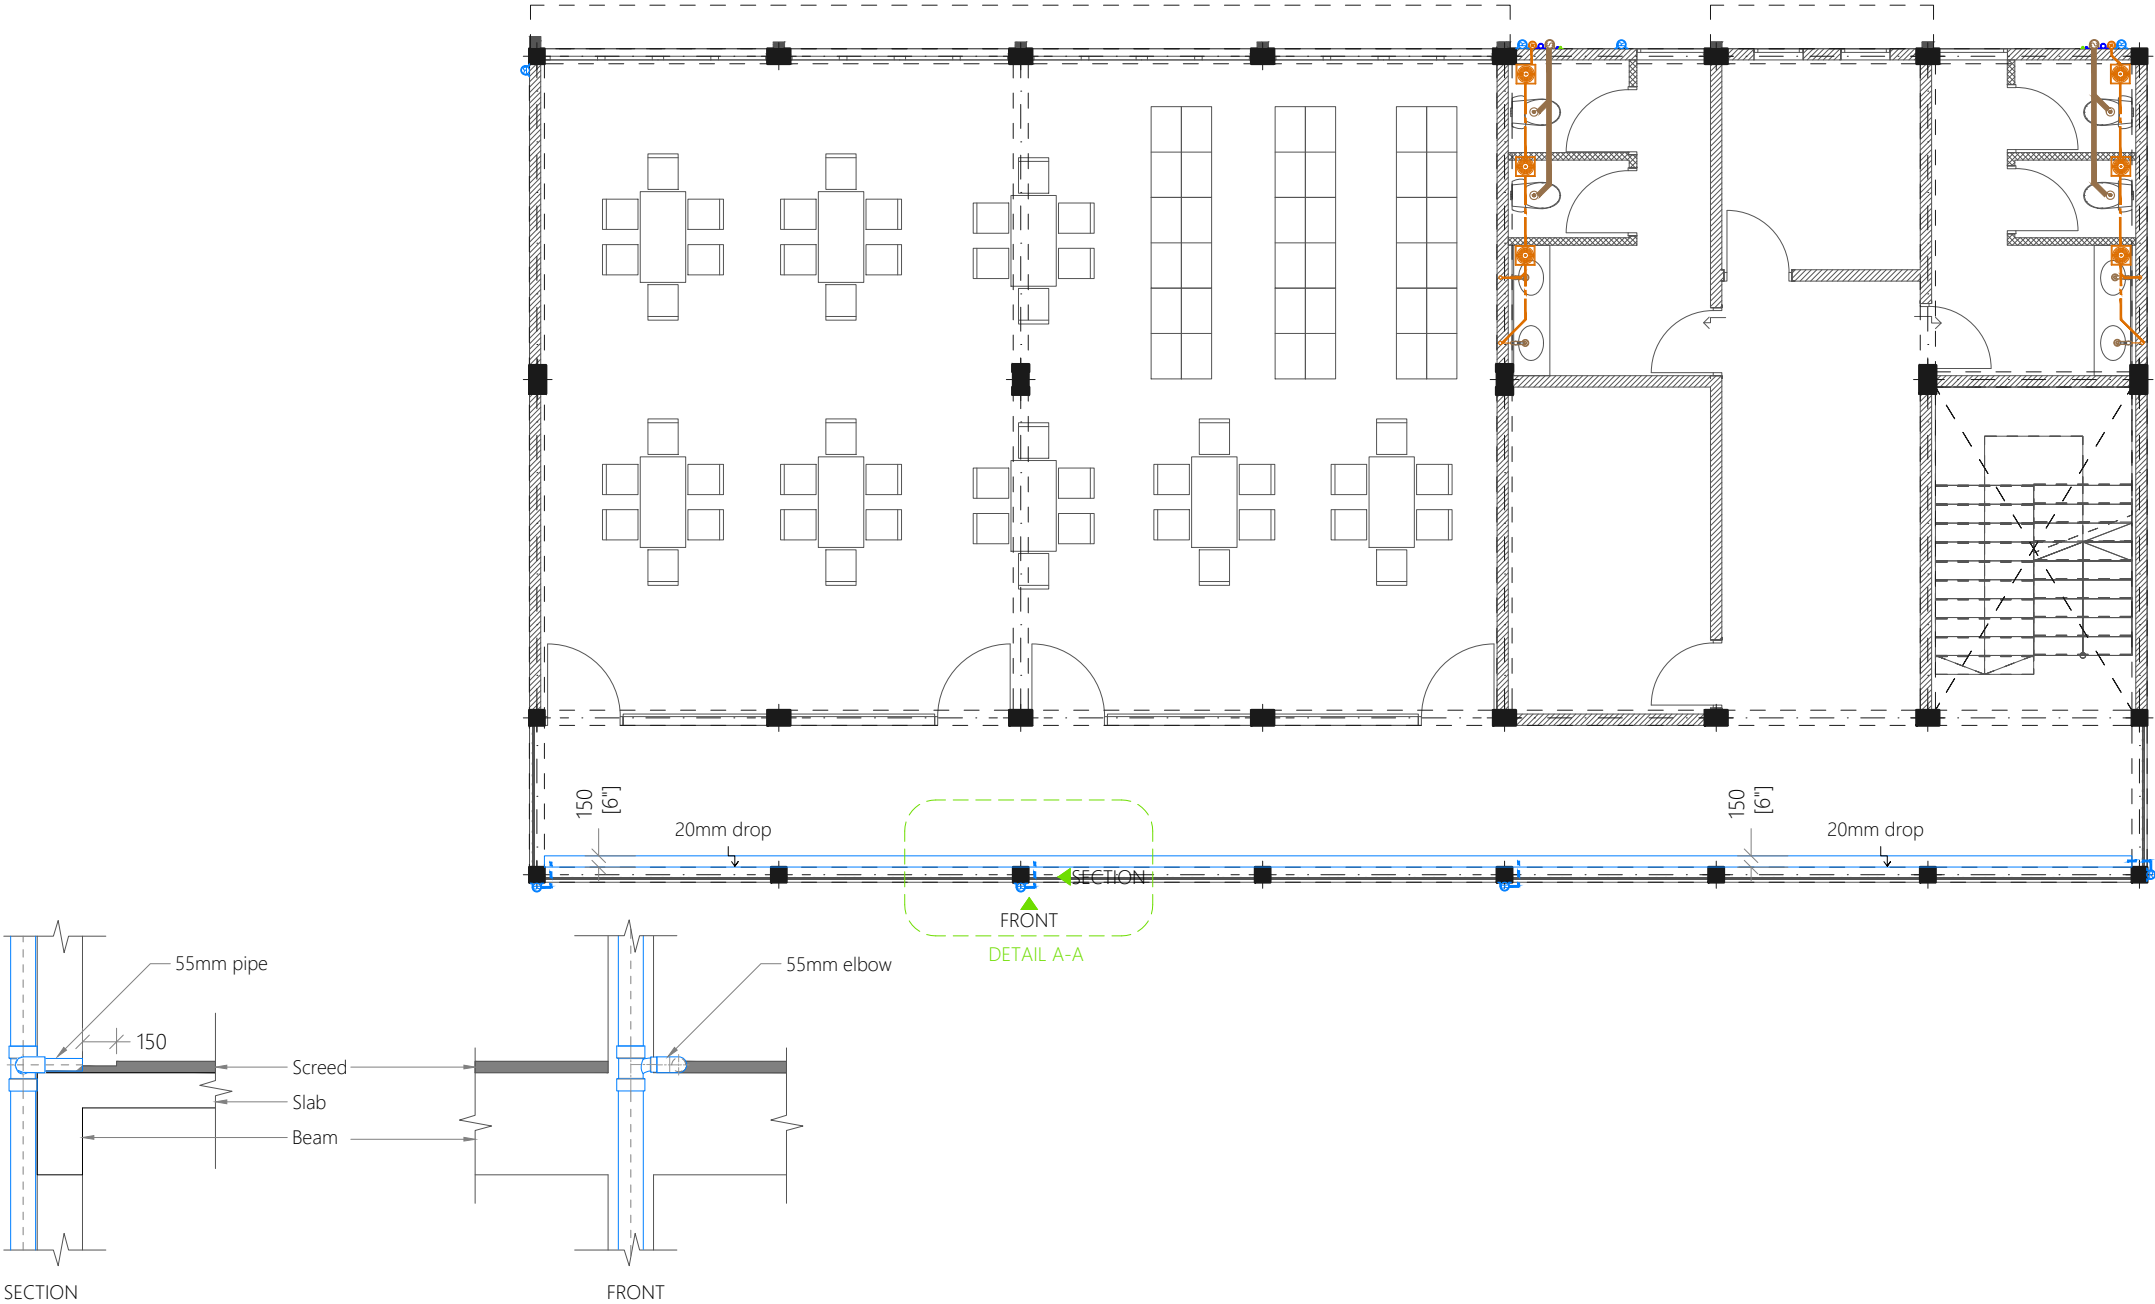 150
[6"]
20mm drop
150
[6"]
20mm drop
SECTION
FRONT
DETAIL A-A
55mm pipe
150
Screed
Slab
Beam
55mm elbow
SECTION
FRONT